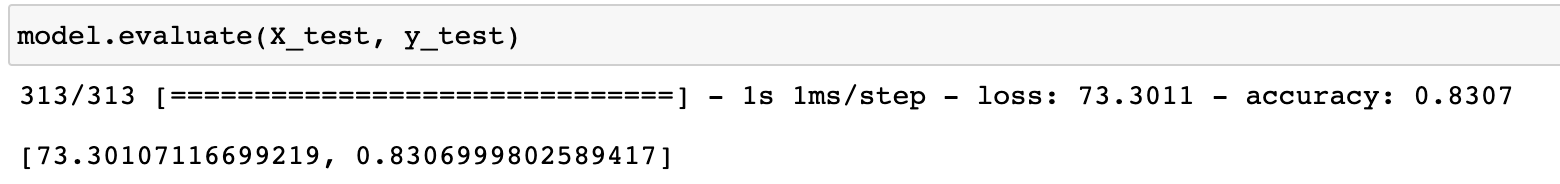 model.evaluate(X_test, y_test)
313/313 [==============================] - 1s 1ms/step - loss: 73.3011 - accuracy: 0.8307
[73.30107116699219, 0.8306999802589417]